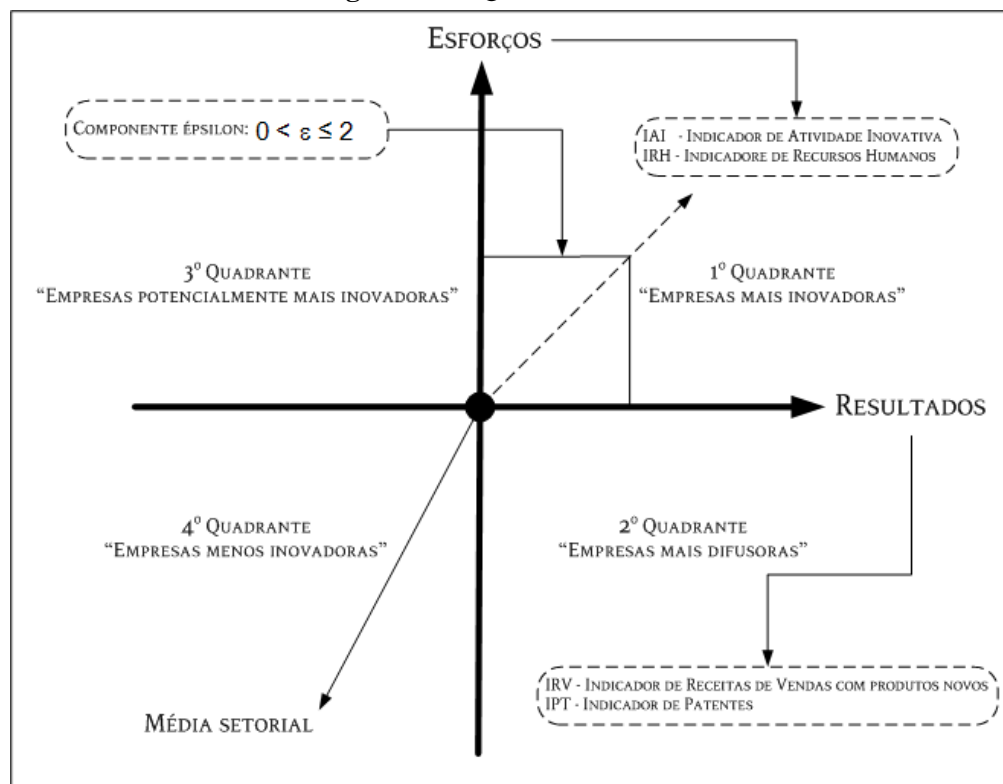 Esforços
Componente épsilon: 0 < ε ≤ 2
IAI - Indicador de Atividade Inovativa
IRH - Indicadore de Recursos Humanos
3º Quadrante
“Empresas potencialmente mais inovadoras”
1º Quadrante
“Empresas mais inovadoras”
Resultados
4º Quadrante
“Empresas menos inovadoras”
2º Quadrante
“Empresas mais difusoras”
IRV - Indicador de Receitas de Vendas com produtos novos
IPT - Indicador de Patentes
Média setorial